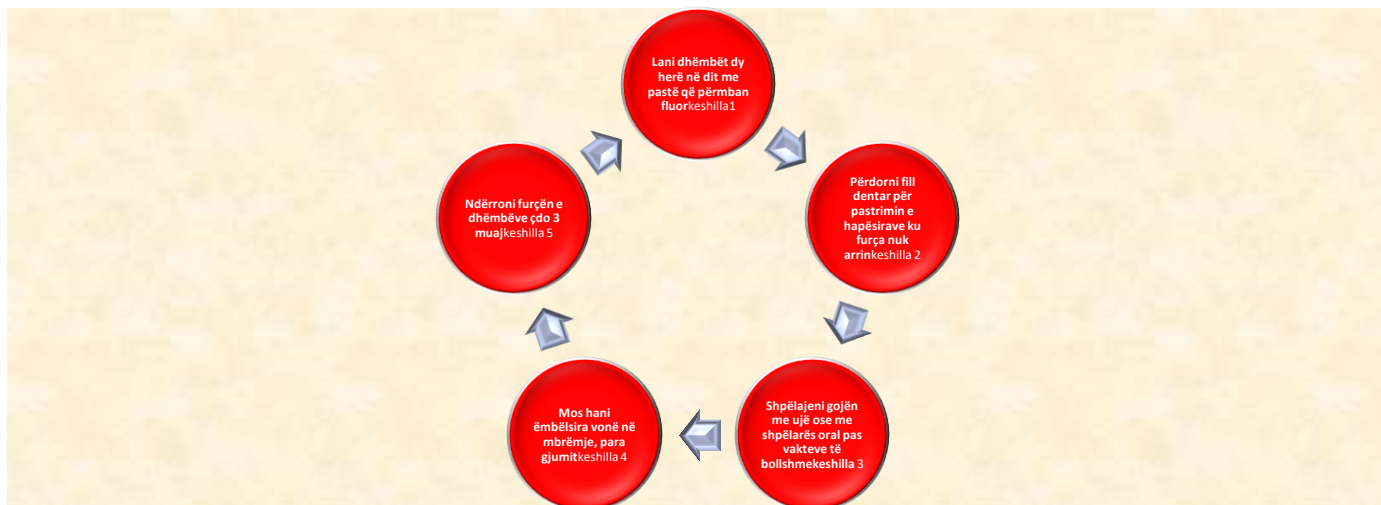 Lani dhëmbët dy
herë në dit me
pastë që përmban
fluorkeshilla1
Përdorni fill
dentar për
pastrimin e
hapësirave ku
furça nuk
arrinkeshilla 2
Shpëlajeni gojën
me ujë ose me
shpëlarës oral pas
vakteve të
bollshmekeshilla 3
Mos hani
ëmbëlsira vonë në
mbrëmje, para
gjumitkeshilla 4
Ndërroni furçën e
dhëmbëve çdo 3
muajkeshilla 5